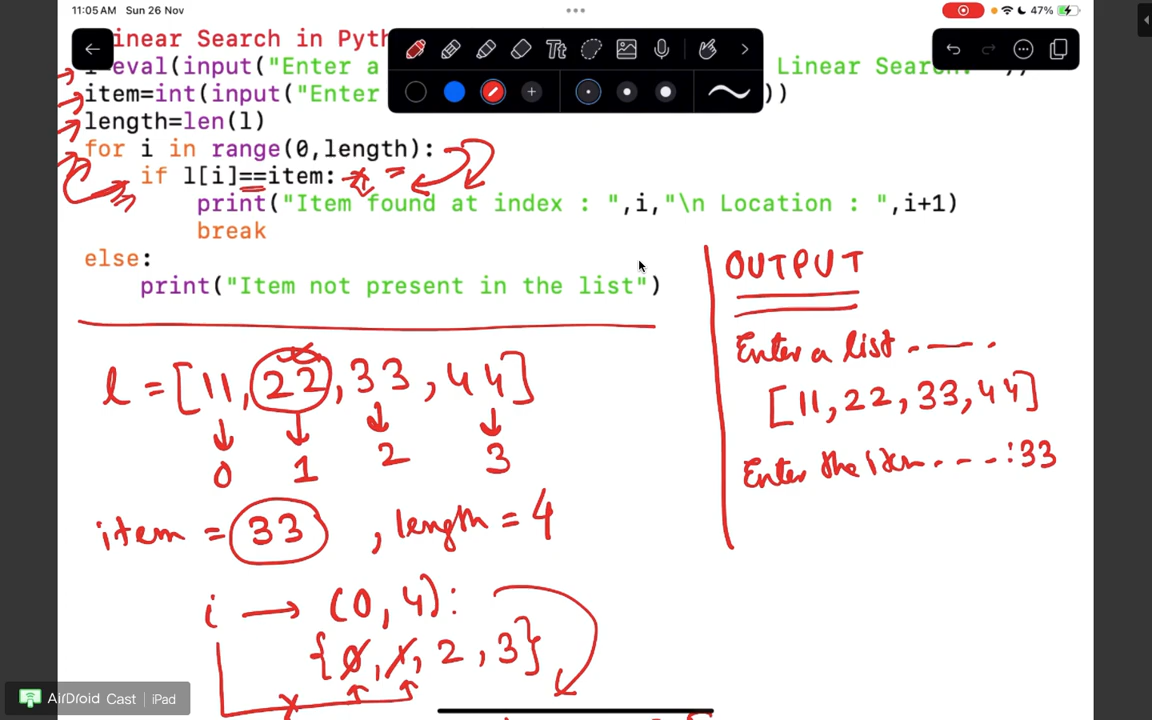 11:05 AM Sun 26 Nov
47%
inear Search in Pyth
eval(input("Enter a Linear Sear
item=int(input("Enter ))
length=len(l)
for i in range(0,length):
if l[i]==item:
print("Item found at index : ",i,"\n Location : ",i+1)
break
else:
print("Item not present in the list")
Tt
OUTPUT
Enter a list - - - -
[11,22,33,44]
Enter the item - - - - :33
l = [11, 22, 33, 44]
0 1 2 3
item = 33 , length = 4
i → (0, 4):
{0, 1, 2, 3}
x
AirDroid Cast | iPad